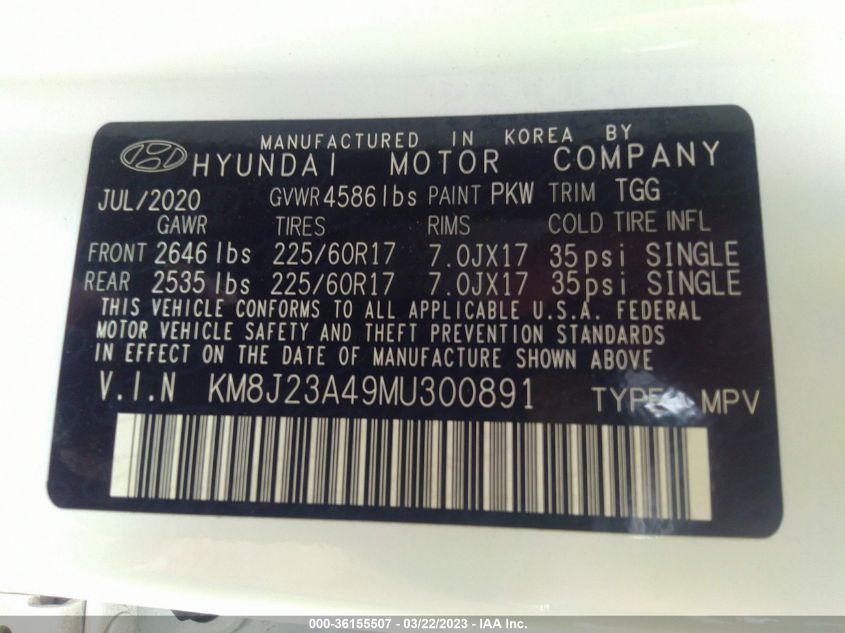 MANUFACTURED IN KOREA BY
HYUNDAI MOTOR COMPANY
JUL/2020 GVWR 4586 lbs PAINT PKW TRIM TGG
GAWR TIRES RIMS COLD TIRE INFL
FRONT 2646 lbs 225/60R17 7.0JX17 35psi SINGLE
REAR 2535 lbs 225/60R17 7.0JX17 35psi SINGLE
THIS VEHICLE CONFORMS TO ALL APPLICABLE U.S.A. FEDERAL
MOTOR VEHICLE SAFETY AND THEFT PREVENTION STANDARDS
IN EFFECT ON THE DATE OF MANUFACTURE SHOWN ABOVE
V.I.N KM8J23A49MU300891 TYPE: MPV
000-36155507 - 03/22/2023 - IAA Inc.